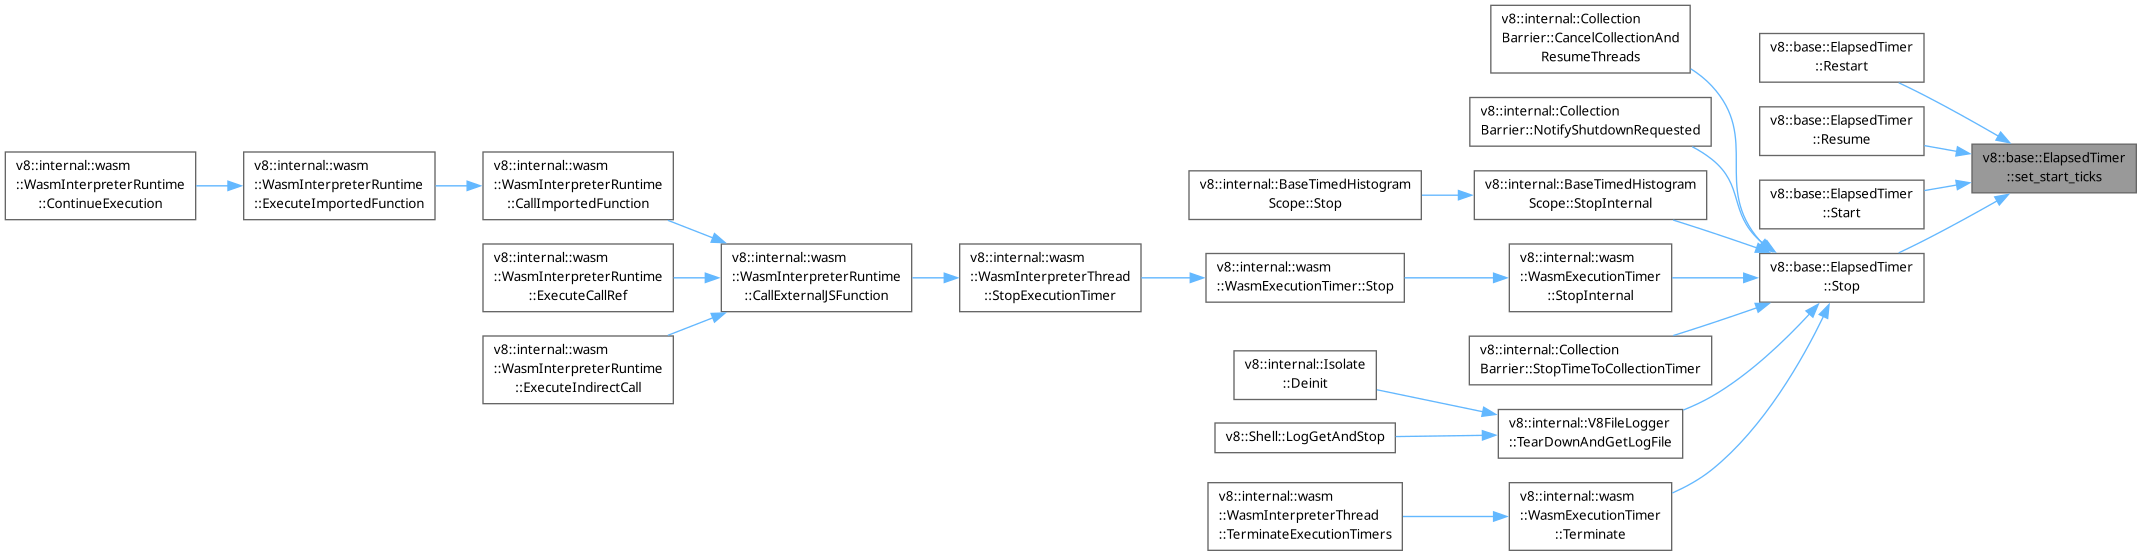 v8::internal::Collection
Barrier::CancelCollectionAnd
ResumeThreads
v8::base::ElapsedTimer
::Restart
v8::internal::Collection
Barrier::NotifyShutdownRequested
v8::base::ElapsedTimer
::Resume
v8::internal::wasm
::WasmInterpreterRuntime
::ContinueExecution
v8::internal::wasm
::WasmInterpreterRuntime
::ExecuteImportedFunction
v8::internal::wasm
::WasmInterpreterRuntime
::CallImportedFunction
v8::internal::BaseTimedHistogram
Scope::Stop
v8::internal::BaseTimedHistogram
Scope::StopInternal
v8::base::ElapsedTimer
::Start
v8::base::ElapsedTimer
::set_start_ticks
v8::internal::wasm
::WasmInterpreterRuntime
::ExecuteCallRef
v8::internal::wasm
::WasmInterpreterRuntime
::CallExternalJSFunction
v8::internal::wasm
::WasmInterpreterThread
::StopExecutionTimer
v8::internal::wasm
::WasmExecutionTimer::Stop
v8::internal::wasm
::WasmExecutionTimer
::StopInternal
v8::base::ElapsedTimer
::Stop
v8::internal::wasm
::WasmInterpreterRuntime
::ExecuteIndirectCall
v8::internal::Collection
Barrier::StopTimeToCollectionTimer
v8::internal::Isolate
::Deinit
v8::Shell::LogGetAndStop
v8::internal::V8FileLogger
::TearDownAndGetLogFile
v8::internal::wasm
::WasmInterpreterThread
::TerminateExecutionTimers
v8::internal::wasm
::WasmExecutionTimer
::Terminate